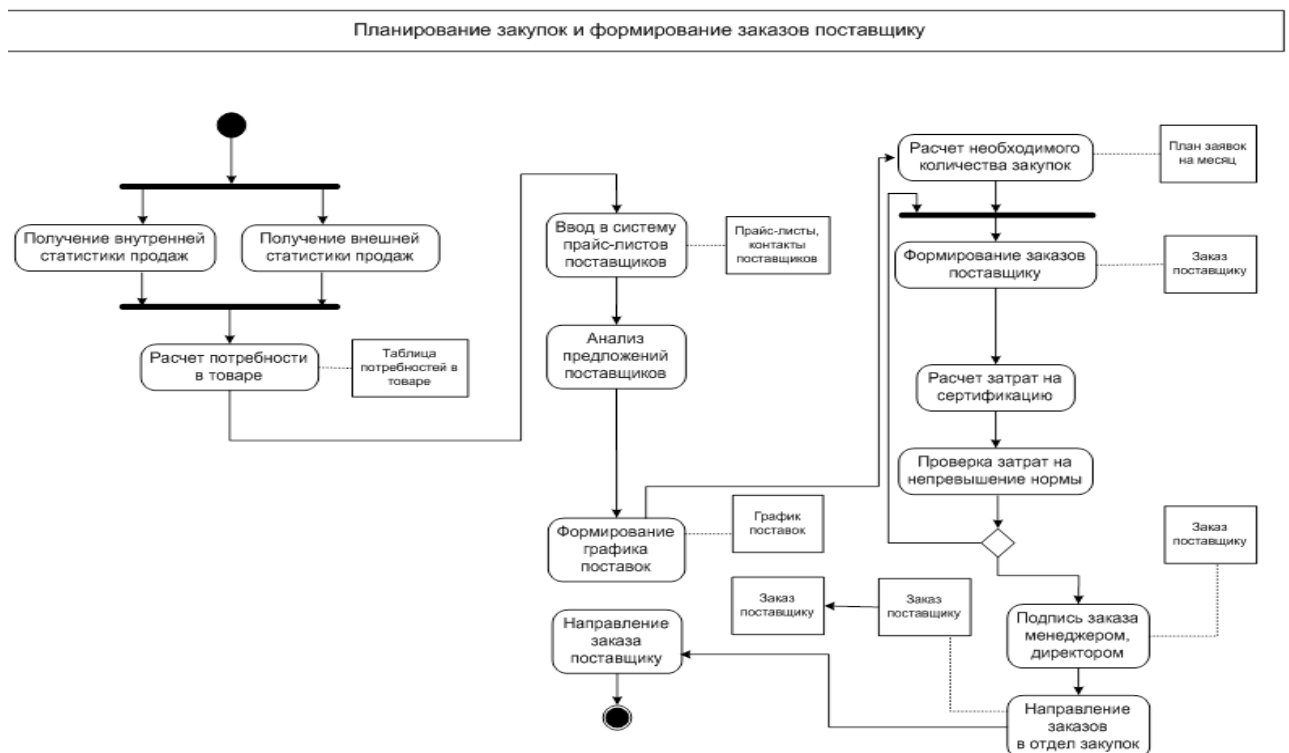 Планирование закупок и формирование заказов поставщику
Получение внутренней
статистики продаж
Получение внешней
статистики продаж
Расчет потребности
в товаре
Таблица
потребностей в
товаре
Ввод в систему
прайс-листов
поставщиков
Прайс-листы,
контакты
поставщиков
Анализ
предложений
поставщиков
Формирование
графика
поставок
График
поставок
Расчет необходимого
количества закупок
План заявок
на месяц
Формирование заказов
поставщику
Заказ
поставщику
Расчет затрат на
сертификацию
Проверка затрат на
непревышение нормы
Заказ
поставщику
Подпись заказа
менеджером,
директором
Направление
заказов
в отдел закупок
Заказ
поставщику
Заказ
поставщику
Направление
заказа
поставщику